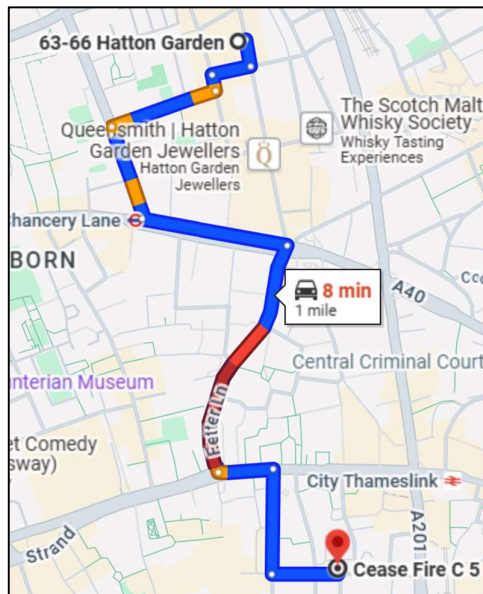 63-66 Hatton Garden
The Scotch Malt
Whisky Society
Whisky Tasting
Experiences
Queensmith | Hatton
Garden Jewellers
Hatton Garden
Jewellers
Q
Chancery Lane
BORN
A40
8 min
1 mile
Central Criminal Court
unterian Museum
Fetter Ln
et Comedy
sway)
City Thameslink
Strand
A201
Cease Fire C 5